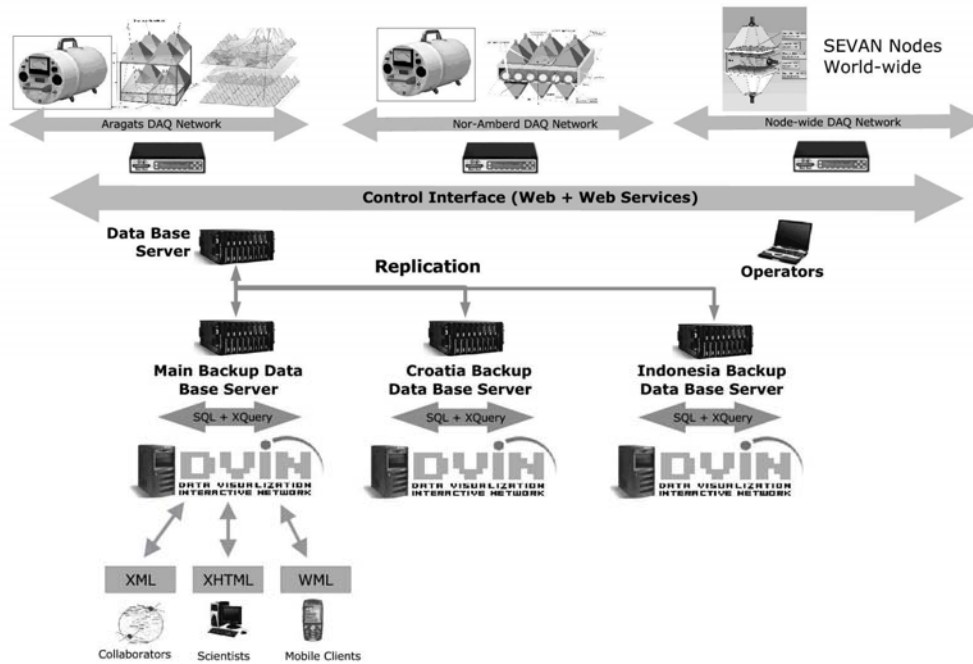 SEVAN Nodes
World-wide
Aragats DAQ Network
Nor-Amberd DAQ Network
Node-wide DAQ Network
Control Interface (Web + Web Services)
Data Base
Server
Replication
Operators
Main Backup Data
Base Server
Croatia Backup
Data Base Server
Indonesia Backup
Data Base Server
SQL + XQuery
SQL + XQuery
SQL + XQuery
DVIN
DATA VISUALIZATION
INTERACTIVE NETWORK
DVIN
DATA VISUALIZATION
INTERACTIVE NETWORK
DVIN
DATA VISUALIZATION
INTERACTIVE NETWORK
XML
XHTML
WML
Collaborators
Scientists
Mobile Clients